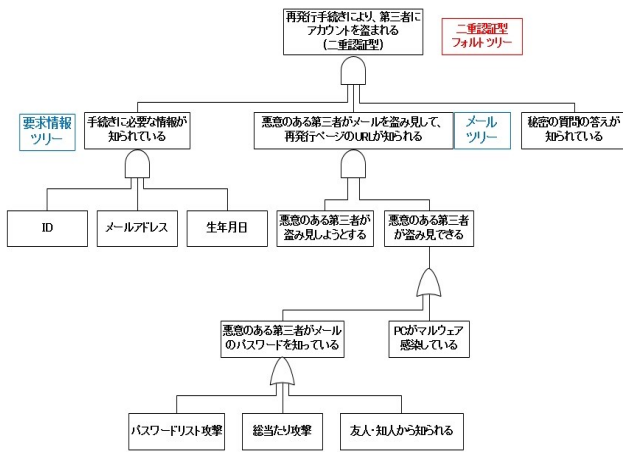 再発行手続きにより、第三者に
アカウントを盗まれる
(二重認証型)
二重認証型
フォルトツリー
要求情報
ツリー
手続きに必要な情報が
知られている
悪意のある第三者がメールを盗み見して、
再発行ページのURLが知られる
メール
ツリー
秘密の質問の答えが
知られている
ID
メールアドレス
生年月日
悪意のある第三者が
盗み見しようとする
悪意のある第三者
が盗み見できる
悪意のある第三者がメール
のパスワードを知っている
PCがマルウェア
感染している
パスワードリスト攻撃
総当たり攻撃
友人・知人から知られる